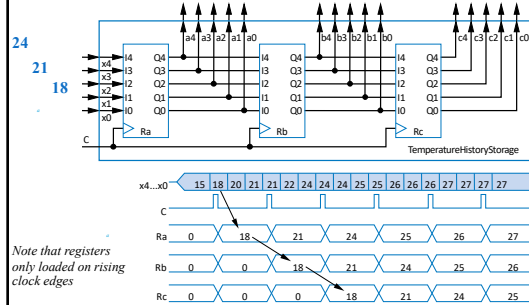 a4 a3 a2 a1 a0 b4 b3 b2 b1 b0 c4 c3 c2 c1 c0
24
21
18
x4
x3
x2
x1
x0
I4 Q4 I4 Q4 I4 Q4
I3 Q3 I3 Q3 I3 Q3
I2 Q2 I2 Q2 I2 Q2
I1 Q1 I1 Q1 I1 Q1
I0 Q0 I0 Q0 I0 Q0
Ra Rb Rc
C
TemperatureHistoryStorage
x4...x0 15 18 20 21 21 22 24 24 24 25 25 26 26 26 27 27 27
C
Ra 0 18 21 24 25 26 27
Rb 0 0 18 21 24 25 26
Rc 0 0 0 18 21 24 25
Note that registers
only loaded on rising
clock edges